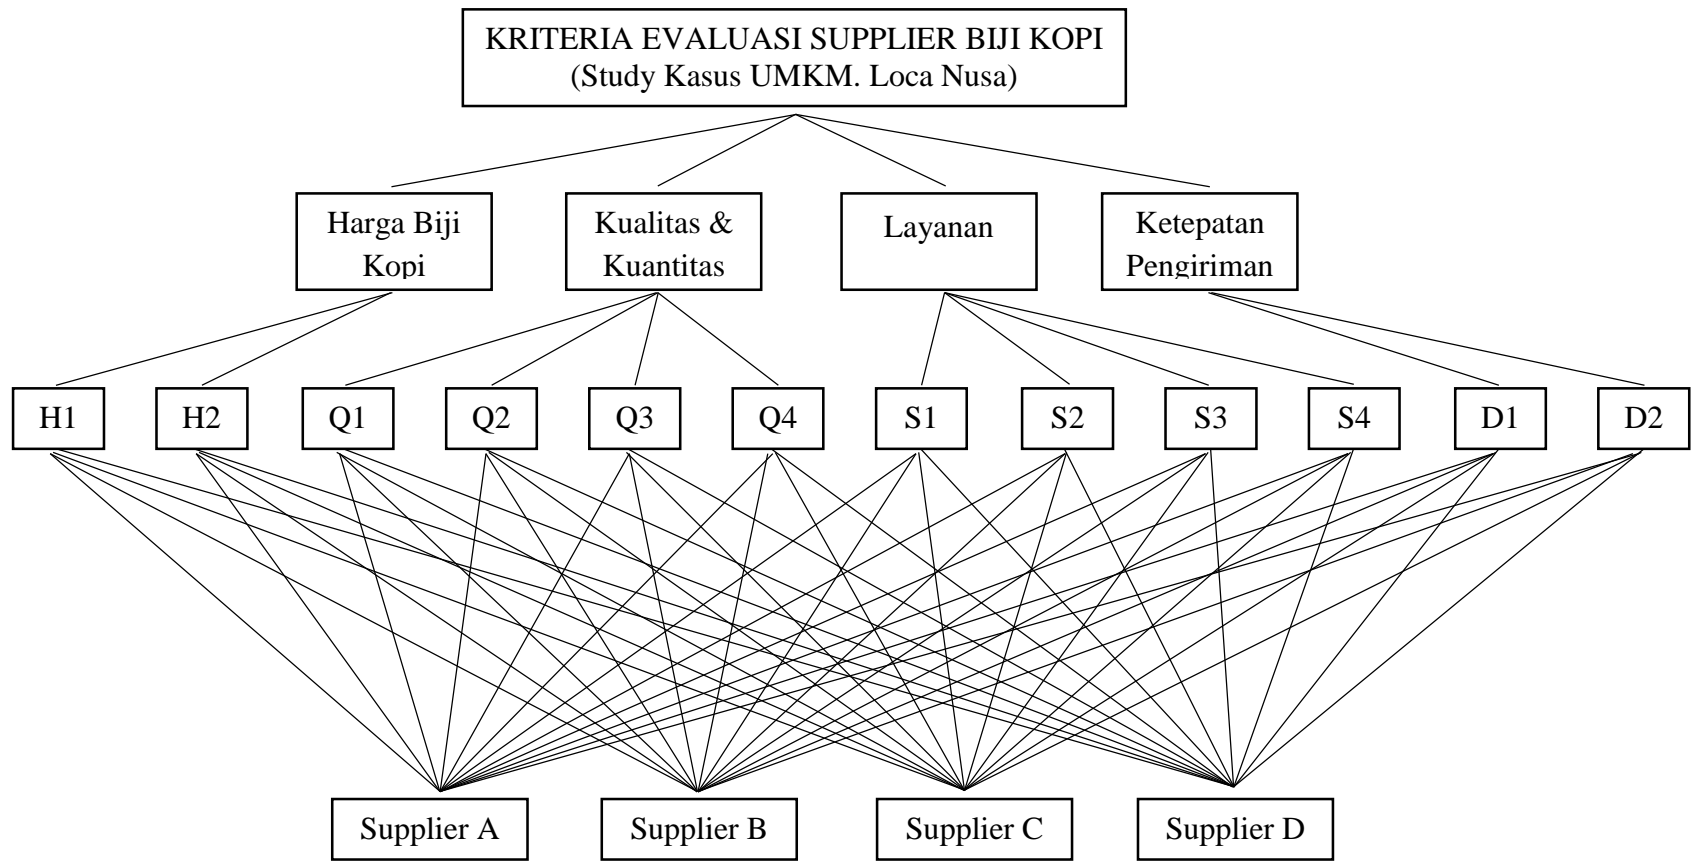 KRITERIA EVALUASI SUPPLIER BIJI KOPI
(Study Kasus UMKM. Loca Nusa)
Harga Biji
Kopi
Kualitas &
Kuantitas
Layanan
Ketepatan
Pengiriman
H1
H2
Q1
Q2
Q3
Q4
S1
S2
S3
S4
D1
D2
Supplier A
Supplier B
Supplier C
Supplier D